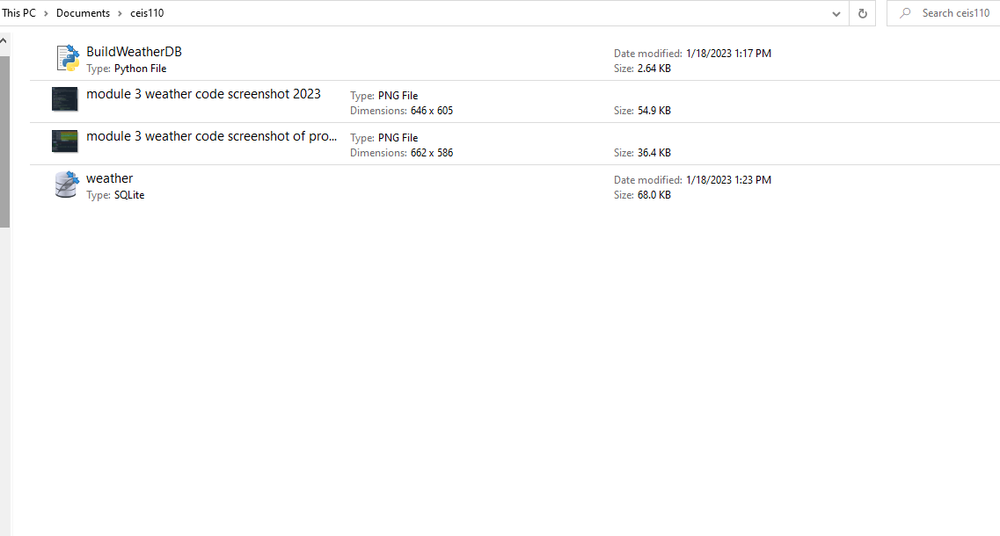 This PC > Documents > ceis110
Search ceis110
BuildWeatherDB
Type: Python File
Date modified: 1/18/2023 1:17 PM
Size: 2.64 KB
module 3 weather code screenshot 2023
Type: PNG File
Dimensions: 646 x 605
Size: 54.9 KB
module 3 weather code screenshot of pro...
Type: PNG File
Dimensions: 662 x 586
Size: 36.4 KB
weather
Type: SQLite
Date modified: 1/18/2023 1:23 PM
Size: 68.0 KB